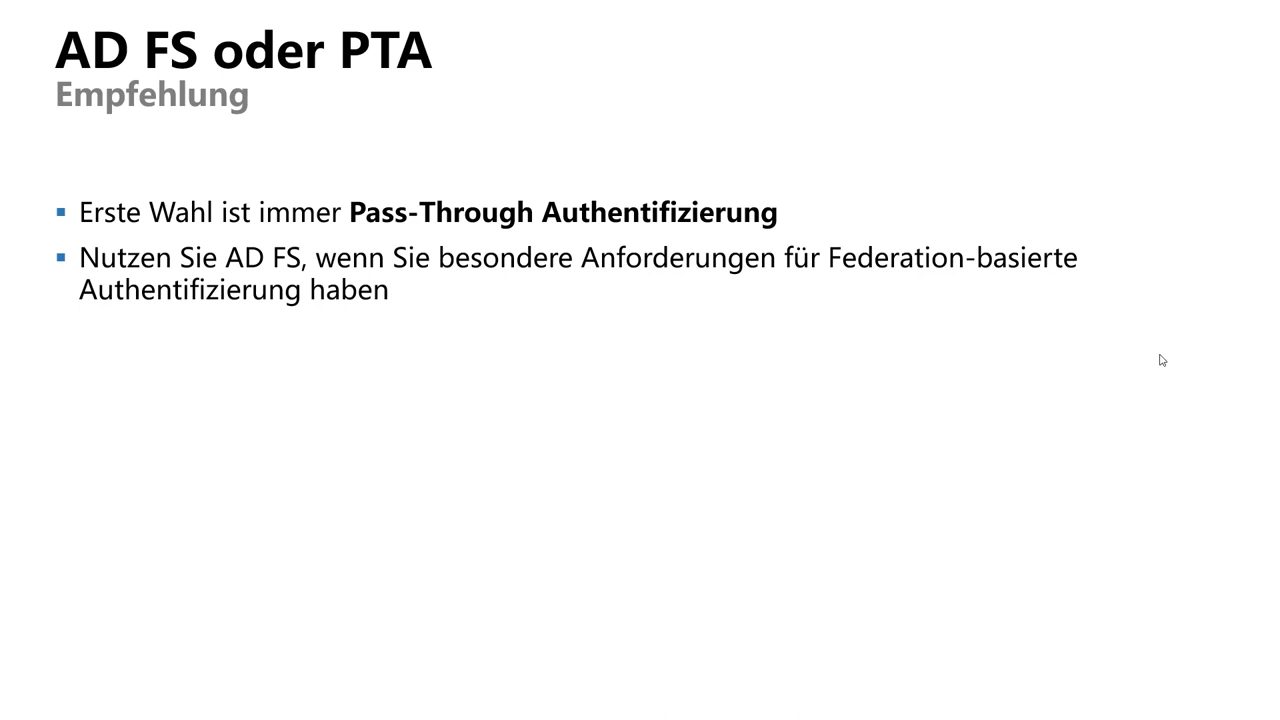 AD FS oder PTA
Empfehlung
▪ Erste Wahl ist immer Pass-Through Authentifizierung
▪ Nutzen Sie AD FS, wenn Sie besondere Anforderungen für Federation-basierte
Authentifizierung haben